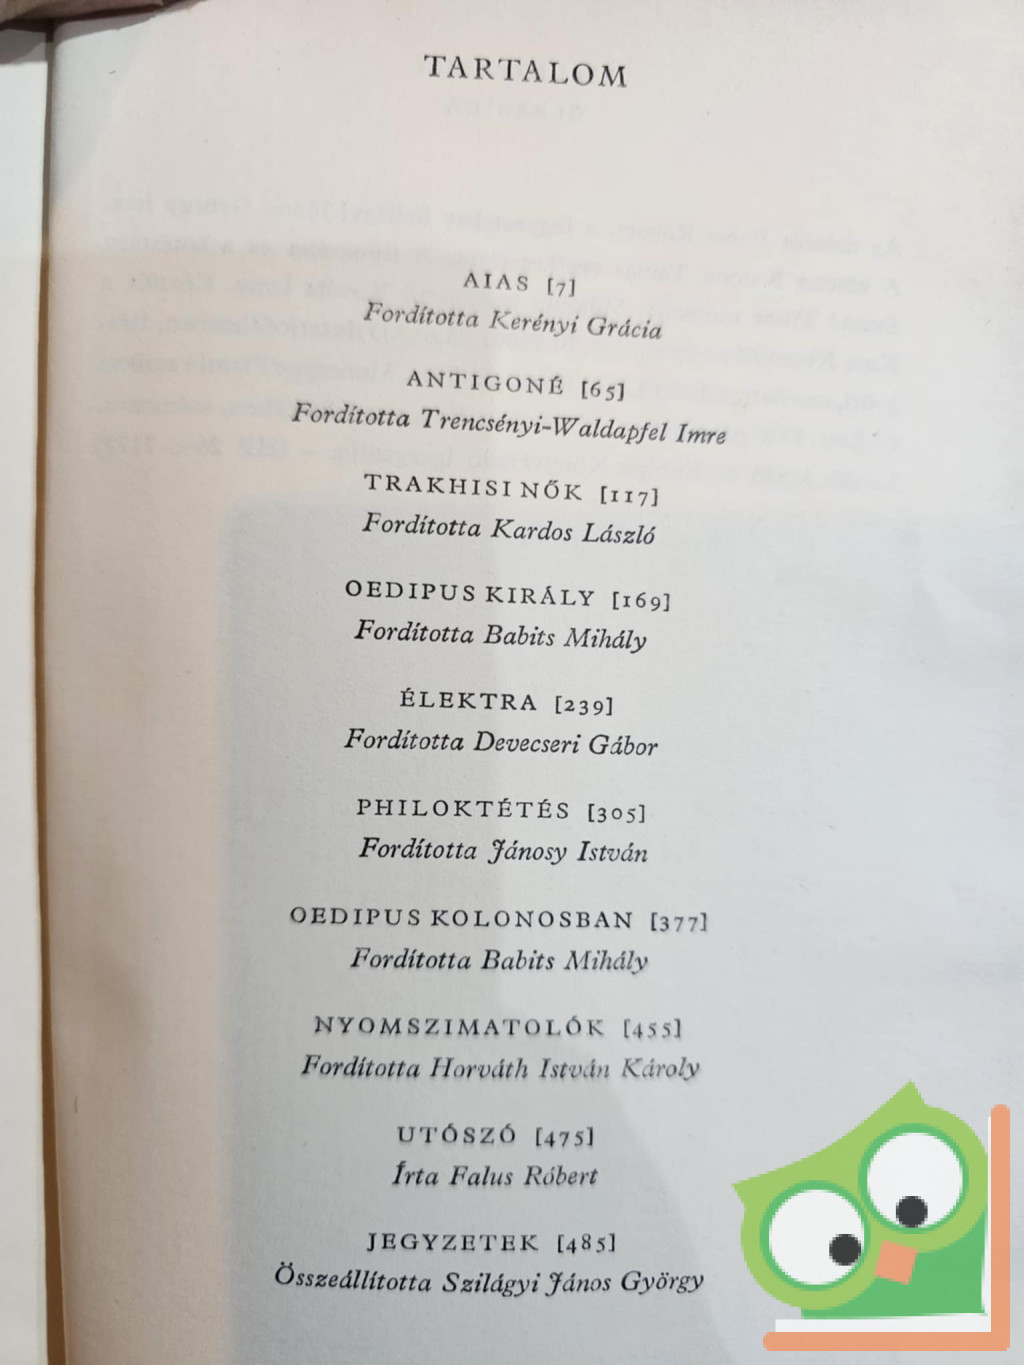 TARTALOM
AIAS [7]
Fordította Kerényi Grácia
ANTIGONÉ [65]
Fordította Trencsényi-Waldapfel Imre
TRAKHISI NŐK [117]
Fordította Kardos László
OEDIPUS KIRÁLY [169]
Fordította Babits Mihály
ÉLEKTRA [239]
Fordította Devecseri Gábor
PHILOKTÉTÉS [305]
Fordította Jánosy István
OEDIPUS KOLONOSBAN [377]
Fordította Babits Mihály
NYOMSZIMATOLÓK [455]
Fordította Horváth István Károly
UTÓSZÓ [475]
Írta Falus Róbert
JEGYZETEK [485]
Összeállította Szilágyi János György